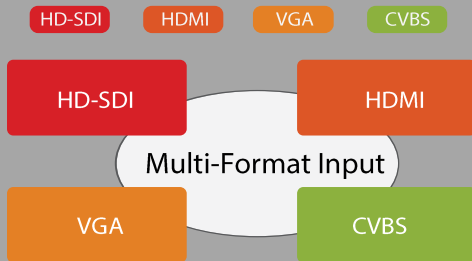 HD-SDI HDMI VGA CVBS
HD-SDI HDMI
Multi-Format Input
VGA CVBS